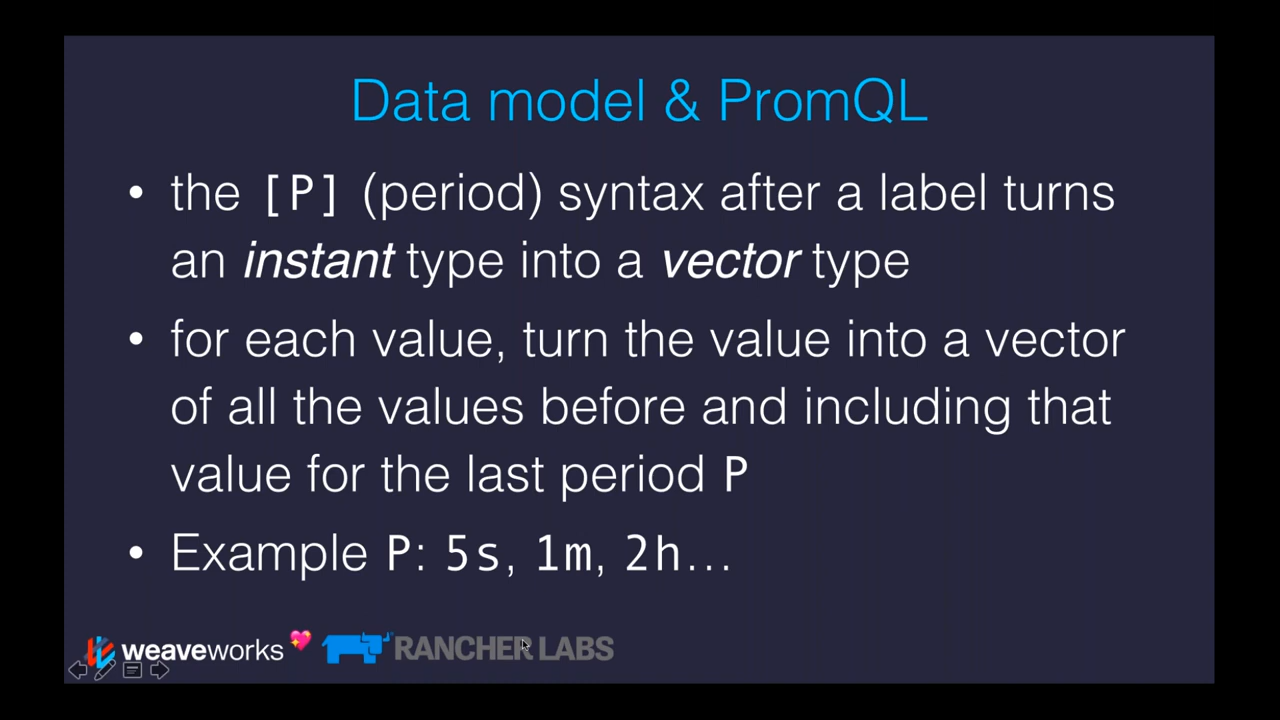 Data model & PromQL
• the [P] (period) syntax after a label turns
an instant type into a vector type
• for each value, turn the value into a vector
of all the values before and including that
value for the last period P
• Example P: 5s, 1m, 2h...
weaveworks RANCHER LABS